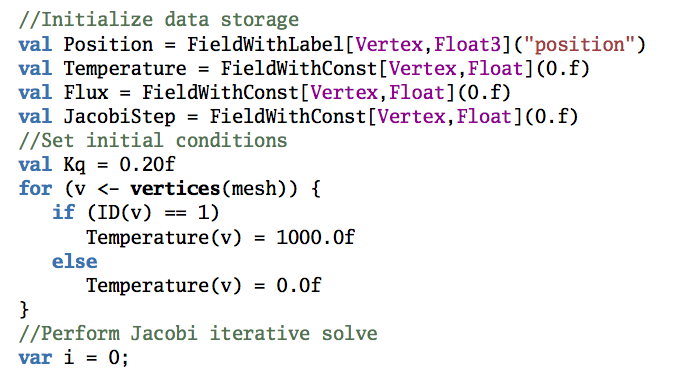 //Initialize data storage
val Position = FieldWithLabel[Vertex,Float3]("position")
val Temperature = FieldWithConst[Vertex,Float](0.f)
val Flux = FieldWithConst[Vertex,Float](0.f)
val JacobiStep = FieldWithConst[Vertex,Float](0.f)
//Set initial conditions
val Kq = 0.20f
for (v <- vertices(mesh)) {
if (ID(v) == 1)
Temperature(v) = 1000.0f
else
Temperature(v) = 0.0f
}
//Perform Jacobi iterative solve
var i = 0;